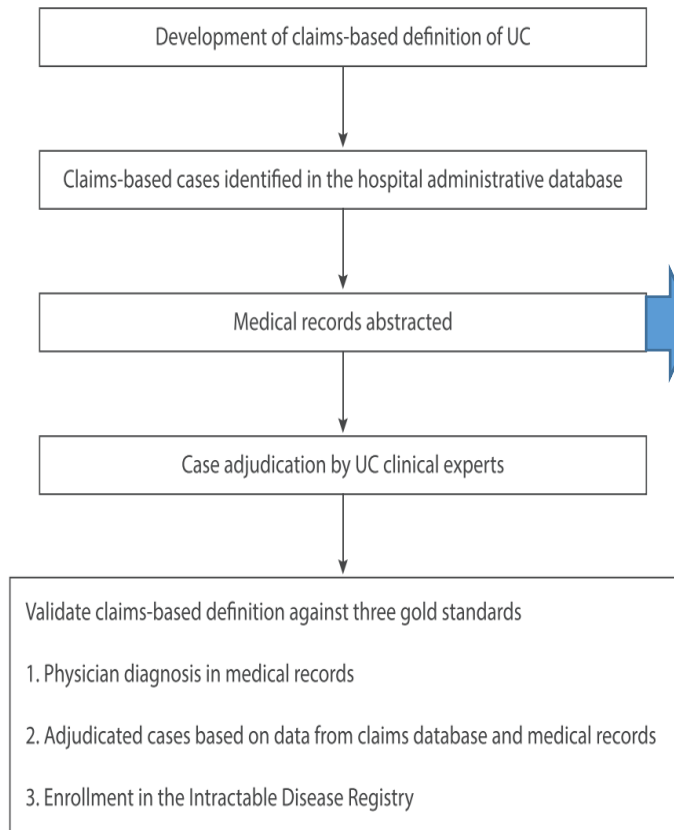 Development of claims-based definition of UC
Claims-based cases identified in the hospital administrative database
Medical records abstracted
Case adjudication by UC clinical experts
Validate claims-based definition against three gold standards
1. Physician diagnosis in medical records
2. Adjudicated cases based on data from claims database and medical records
3. Enrollment in the Intractable Disease Registry